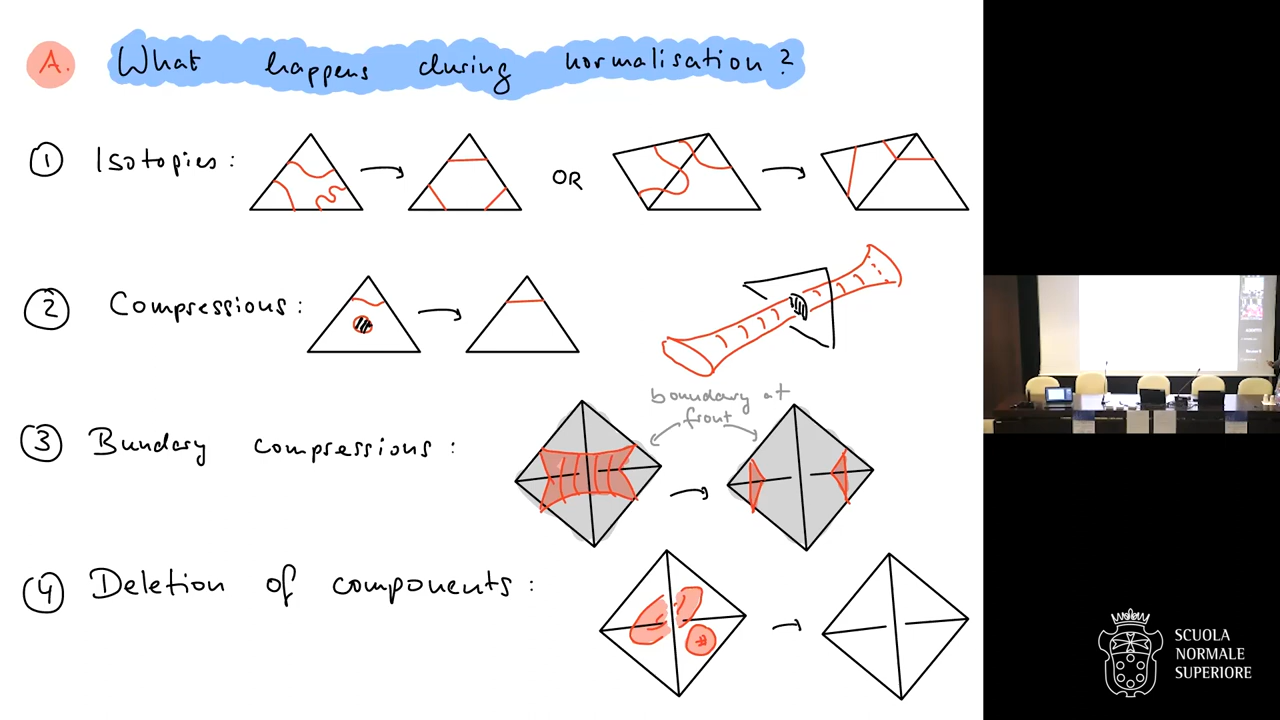 A. What happens during normalisation?
① Isotopies: OR
② Compressions:
boundary at
front
③ Bundary compressions:
④ Deletion of components:
SCUOLA
NORMALE
SUPERIORE